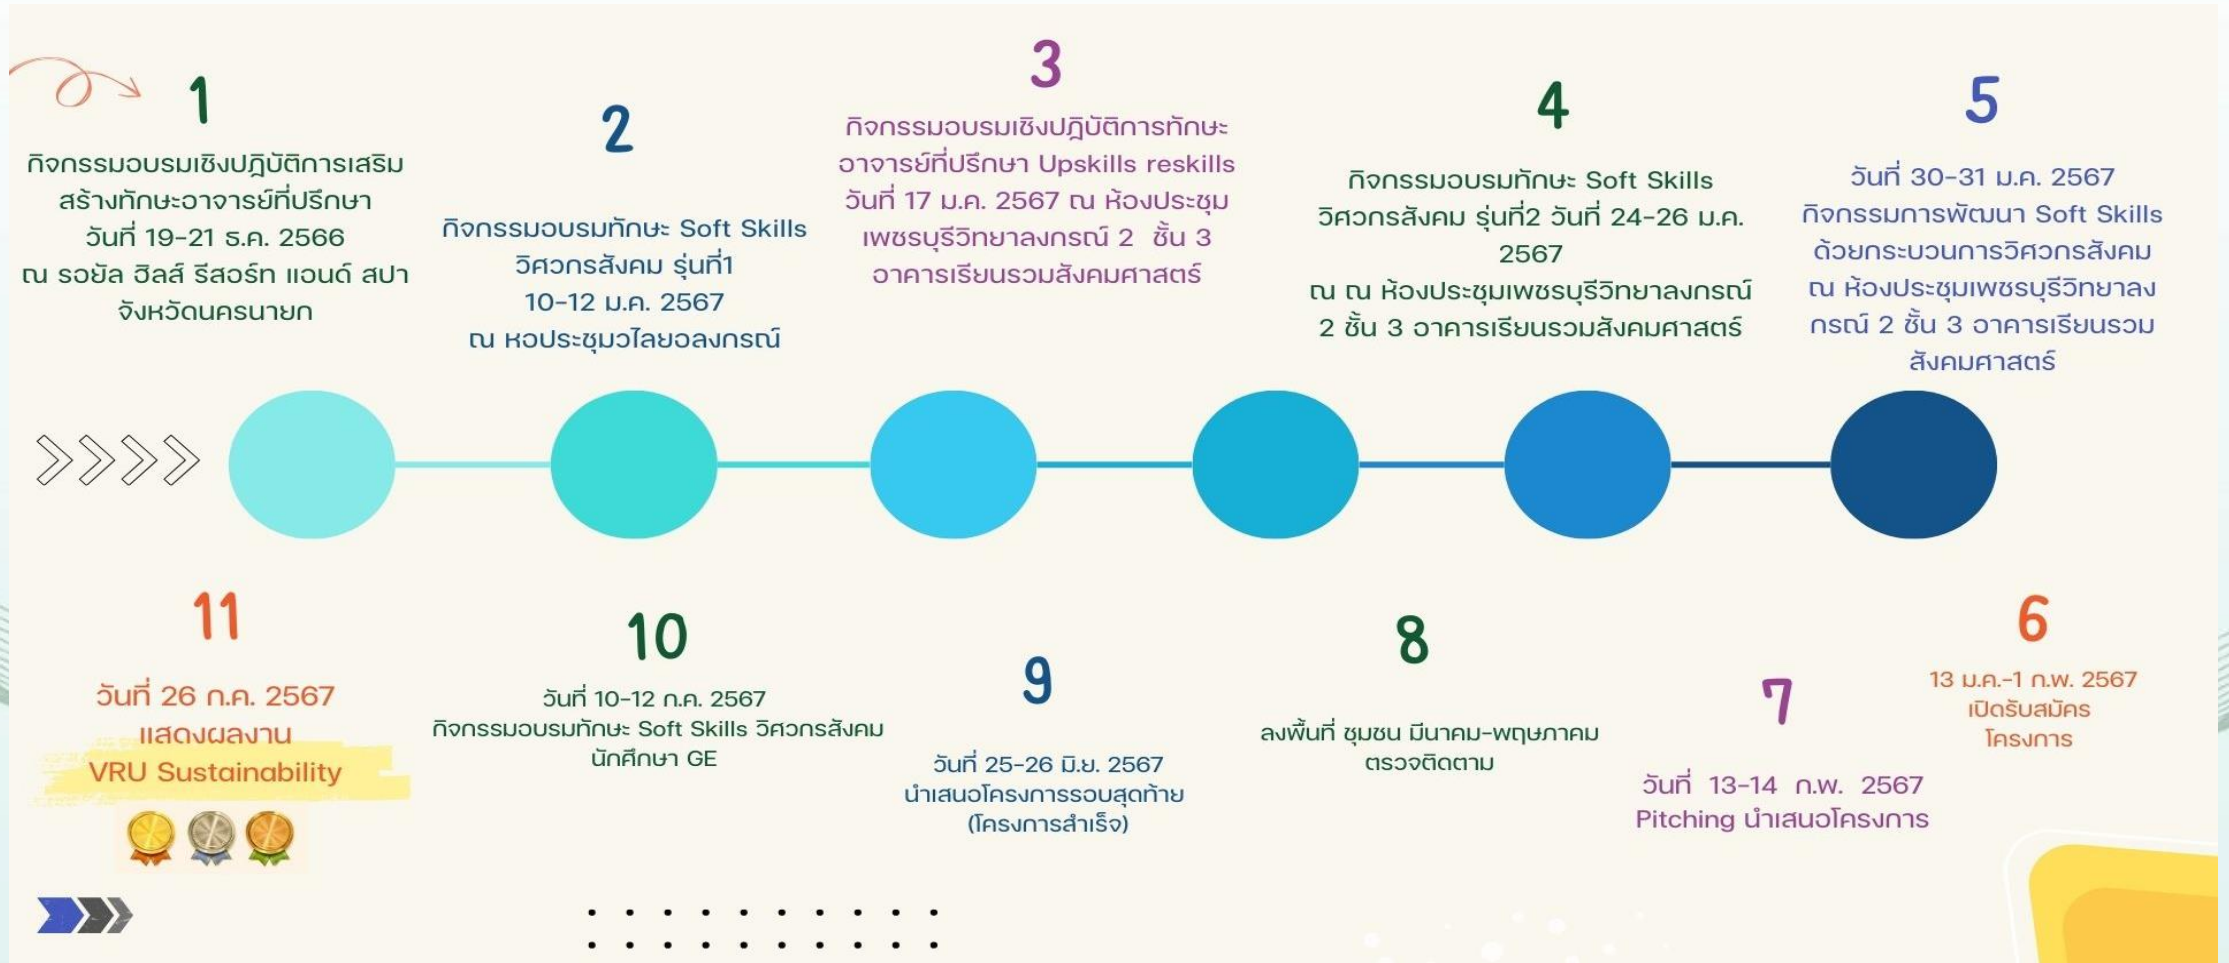 1
กิจกรรมอบรมเชิงปฎิบัติการเสริม
สร้างทักษะอาจารย์ที่ปรึกษา
วันที่ 19-21 ธ.ค. 2566
ณ รอยัล ฮิลส์ รีสอร์ท แอนด์ สปา
จังหวัดนครนายก
2
กิจกรรมอบรมทักษะ Soft Skills
วิศวกรสังคม รุ่นที่1
10-12 ม.ค. 2567
ณ หอประชุมวไลยอลงกรณ์
3
กิจกรรมอบรมเชิงปฎิบัติการทักษะ
อาจารย์ที่ปรึกษา Upskills reskills
วันที่ 17 ม.ค. 2567 ณ ห้องประชุม
เพชรบุรีวิทยาลงกรณ์ 2 ชั้น 3
อาคารเรียนรวมสังคมศาสตร์
4
กิจกรรมอบรมทักษะ Soft Skills
วิศวกรสังคม รุ่นที่2 วันที่ 24-26 ม.ค.
2567
ณ ณ ห้องประชุมเพชรบุรีวิทยาลงกรณ์
2 ชั้น 3 อาคารเรียนรวมสังคมศาสตร์
5
วันที่ 30-31 ม.ค. 2567
กิจกรรมการพัฒนา Soft Skills
ด้วยกระบวนการวิศวกรสังคม
ณ ห้องประชุมเพชรบุรีวิทยาลง
กรณ์ 2 ชั้น 3 อาคารเรียนรวม
สังคมศาสตร์
6
13 ม.ค.-1 ก.พ. 2567
เปิดรับสมัคร
โครงการ
7
วันที่ 13-14 ก.พ. 2567
Pitching นำเสนอโครงการ
8
ลงพื้นที่ ชุมชน มีนาคม-พฤษภาคม
ตรวจติดตาม
9
วันที่ 25-26 มิ.ย. 2567
นำเสนอโครงการรอบสุดท้าย
(โครงการสำเร็จ)
10
วันที่ 10-12 ก.ค. 2567
กิจกรรมอบรมทักษะ Soft Skills วิศวกรสังคม
นักศึกษา GE
11
วันที่ 26 ก.ค. 2567
แสดงผลงาน
VRU Sustainability